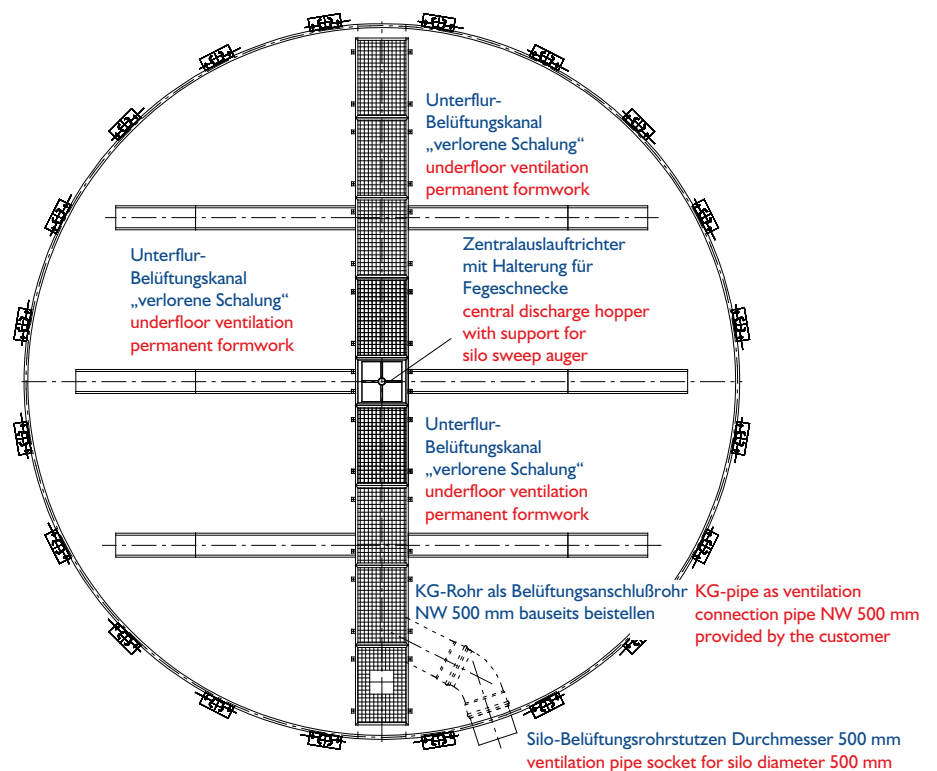 Unterflur-
Belüftungskanal
„verlorene Schalung“
underfloor ventilation
permanent formwork
Unterflur-
Belüftungskanal
„verlorene Schalung“
underfloor ventilation
permanent formwork
Zentralauslauftrichter
mit Halterung für
Fegeschnecke
central discharge hopper
with support for
silo sweep auger
Unterflur-
Belüftungskanal
„verlorene Schalung“
underfloor ventilation
permanent formwork
KG-Rohr als Belüftungsanschlußrohr
NW 500 mm bauseits beistellen
KG-pipe as ventilation
connection pipe NW 500 mm
provided by the customer
Silo-Belüftungsrohrstutzen Durchmesser 500 mm
ventilation pipe socket for silo diameter 500 mm